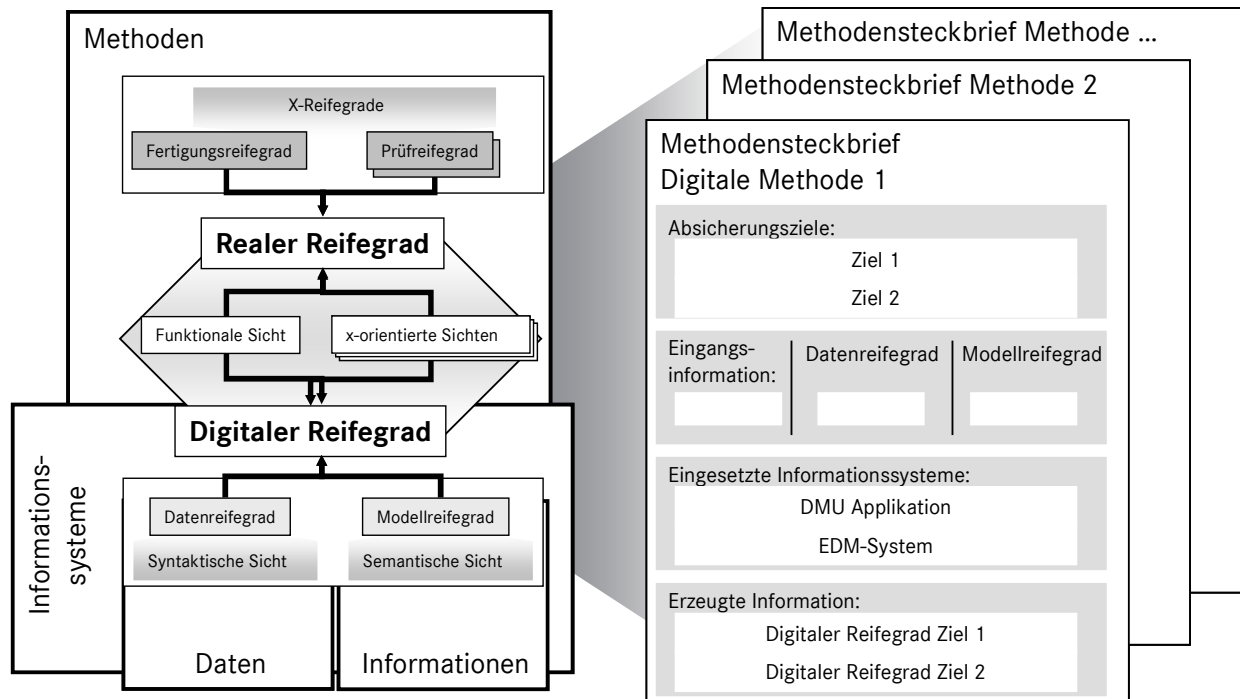 Methoden
X-Reifegrade
Fertigungsreifegrad
Prüfreifegrad
Realer Reifegrad
Funktionale Sicht
x-orientierte Sichten
Digitaler Reifegrad
Informations-
systeme
Datenreifegrad
Modellreifegrad
Syntaktische Sicht
Semantische Sicht
Daten
Informationen
Methodensteckbrief Methode ...
Methodensteckbrief Methode 2
Methodensteckbrief
Digitale Methode 1
Absicherungsziele:
Ziel 1
Ziel 2
Eingangs-
information:
Datenreifegrad
Modellreifegrad
Eingesetzte Informationssysteme:
DMU Applikation
EDM-System
Erzeugte Information:
Digitaler Reifegrad Ziel 1
Digitaler Reifegrad Ziel 2